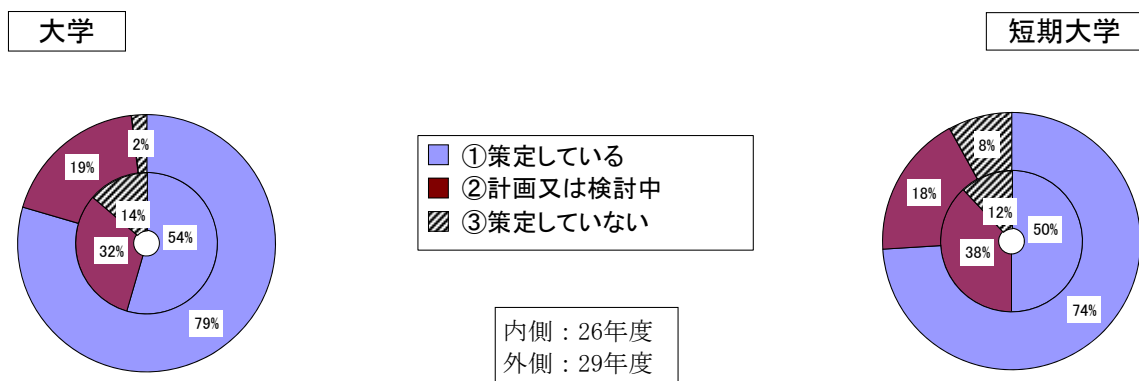 大学
短期大学
2%
19%
14%
32%
54%
79%
①策定している
②計画又は検討中
③策定していない
内側：26年度
外側：29年度
8%
18%
12%
38%
50%
74%